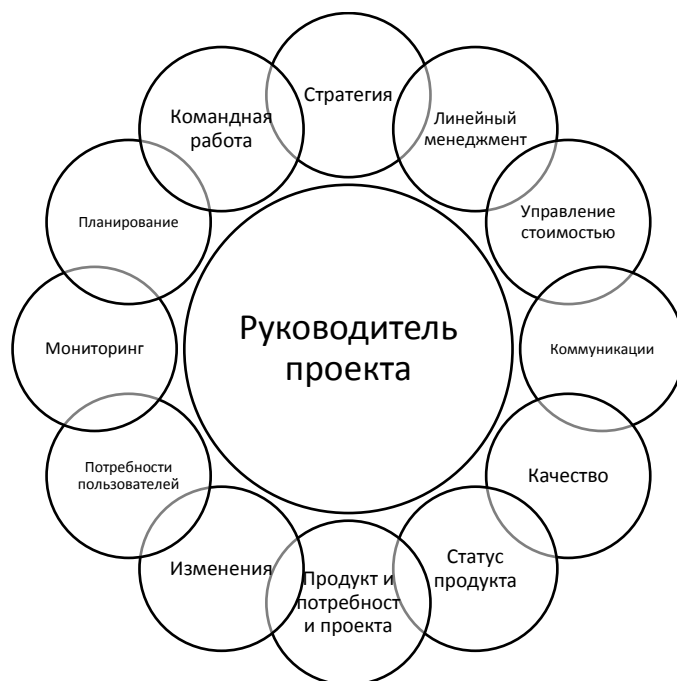 Стратегия
Линейный
менеджмент
Управление
стоимостью
Коммуникации
Качество
Статус
продукта
Продукт и
потребност
и проекта
Изменения
Потребности
пользователей
Мониторинг
Планирование
Командная
работа
Руководитель
проекта